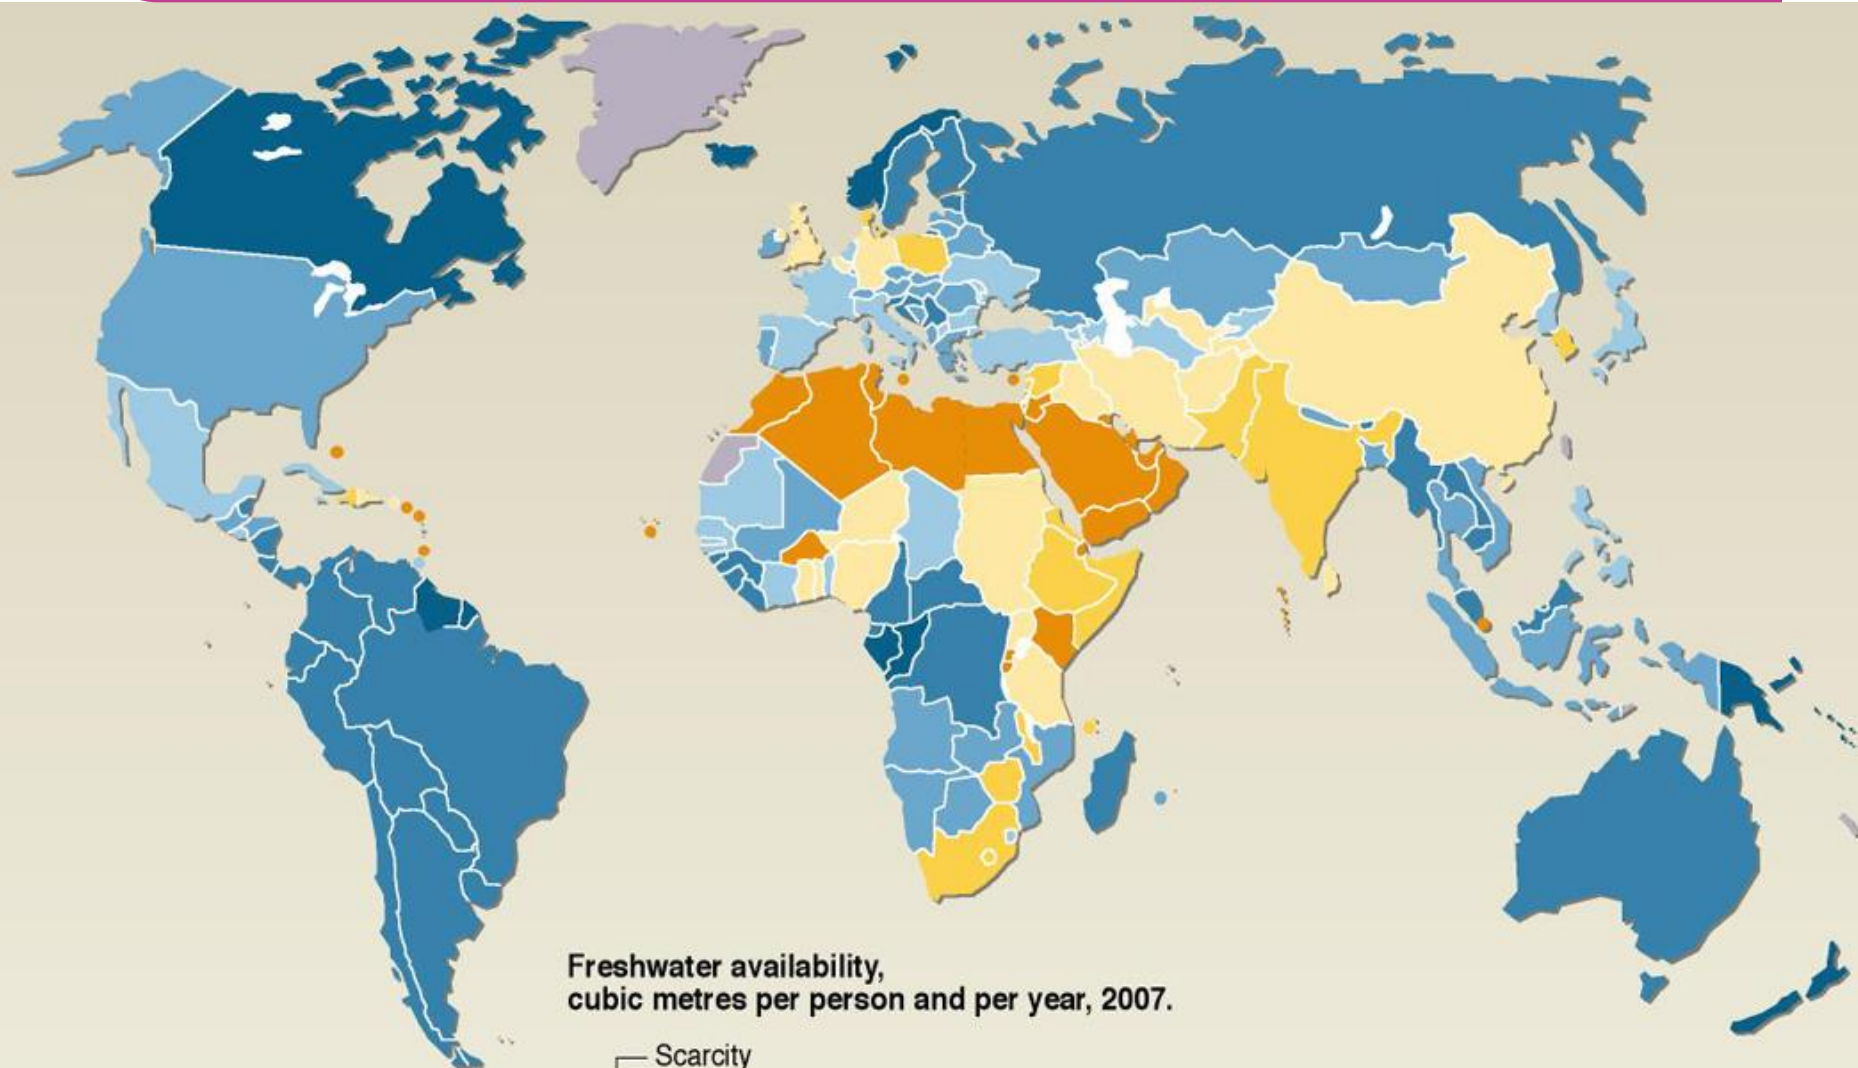 Freshwater availability,
cubic metres per person and per year, 2007.
Scarcity